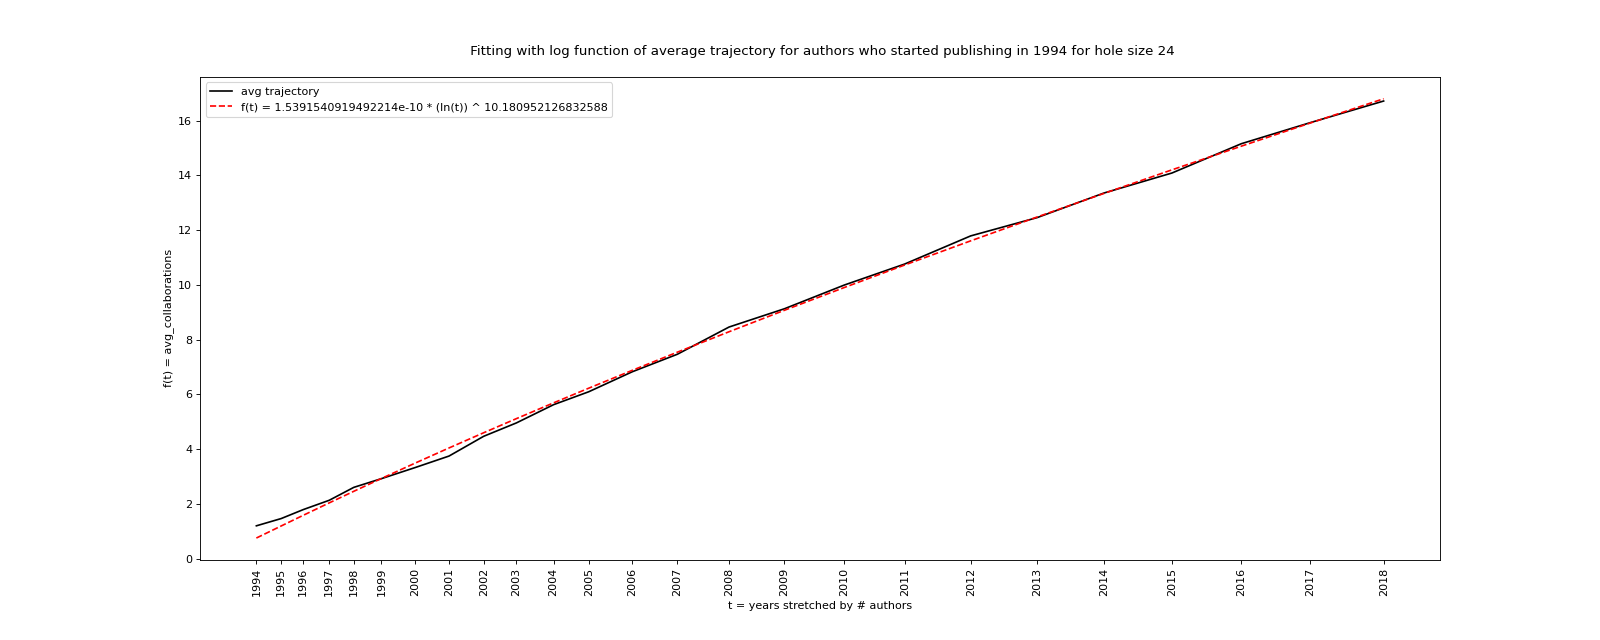 Fitting with log function of average trajectory for authors who started publishing in 1994 for hole size 24
avg trajectory
f(t) = 1.5391540919492214e-10 * (ln(t)) ^ 10.180952126832588
16
14
12
10
8
6
4
2
0
f(t) = avg_collaborations
1994 1995 1996 1997 1998 1999 2000 2001 2002 2003 2004 2005 2006 2007 2008 2009 2010 2011 2012 2013 2014 2015 2016 2017 2018
t = years stretched by # authors